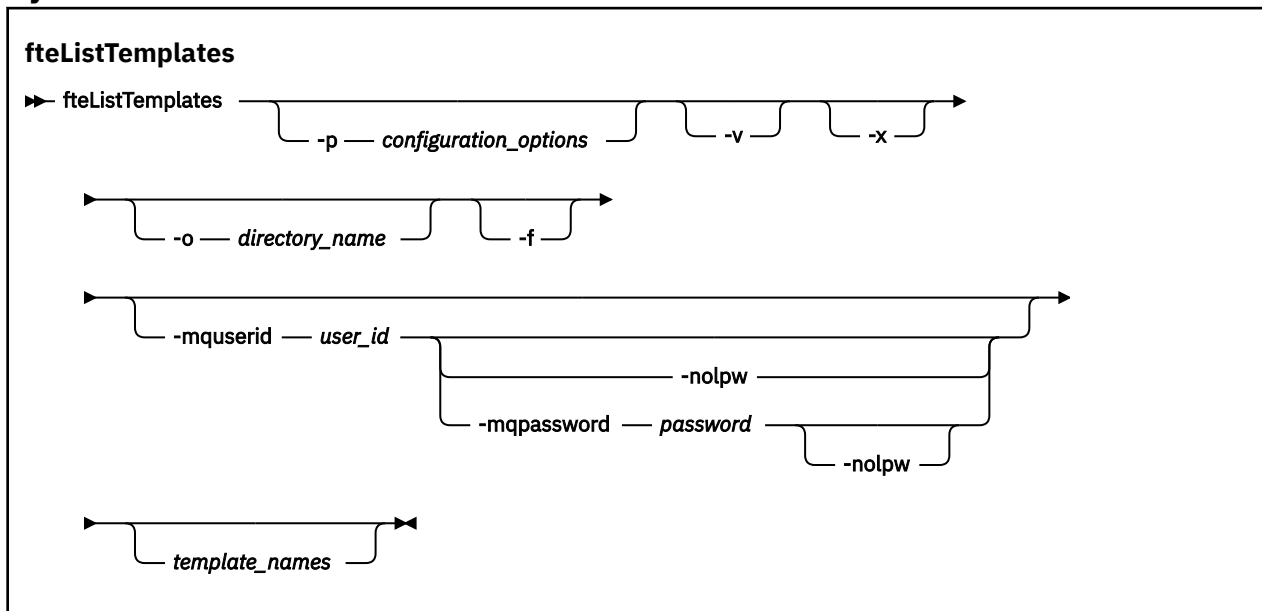 fteListTemplates
fteListTemplates -p configuration_options -v -x
-o directory_name -f
-mquserid user_id
-nolpw
-mqpassword password
-nolpw
template_names